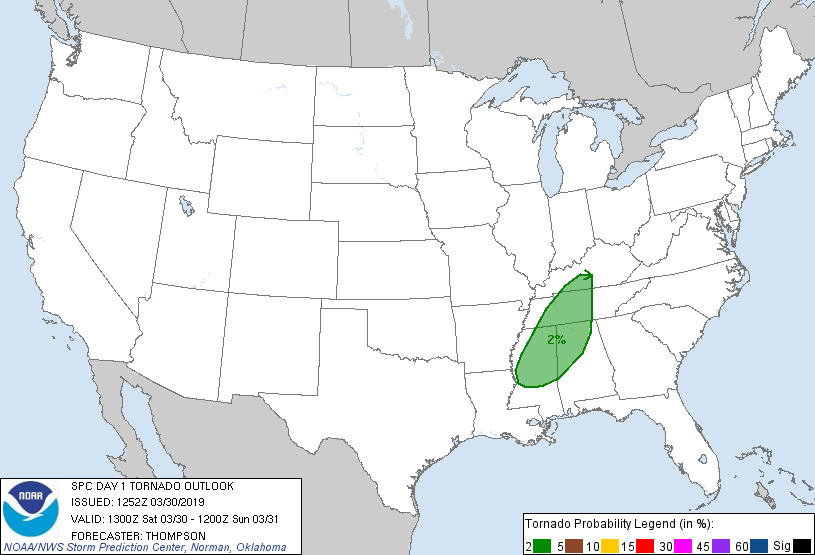 2%
NOAA
SPC DAY 1 TORNADO OUTLOOK
ISSUED: 1252Z 03/30/2019
VALID: 1300Z Sat 03/30 - 1200Z Sun 03/31
FORECASTER: THOMPSON
NOAA/NWS Storm Prediction Center, Norman, Oklahoma
Tornado Probability Legend (in %):
2 5 10 15 30 45 60 Sig